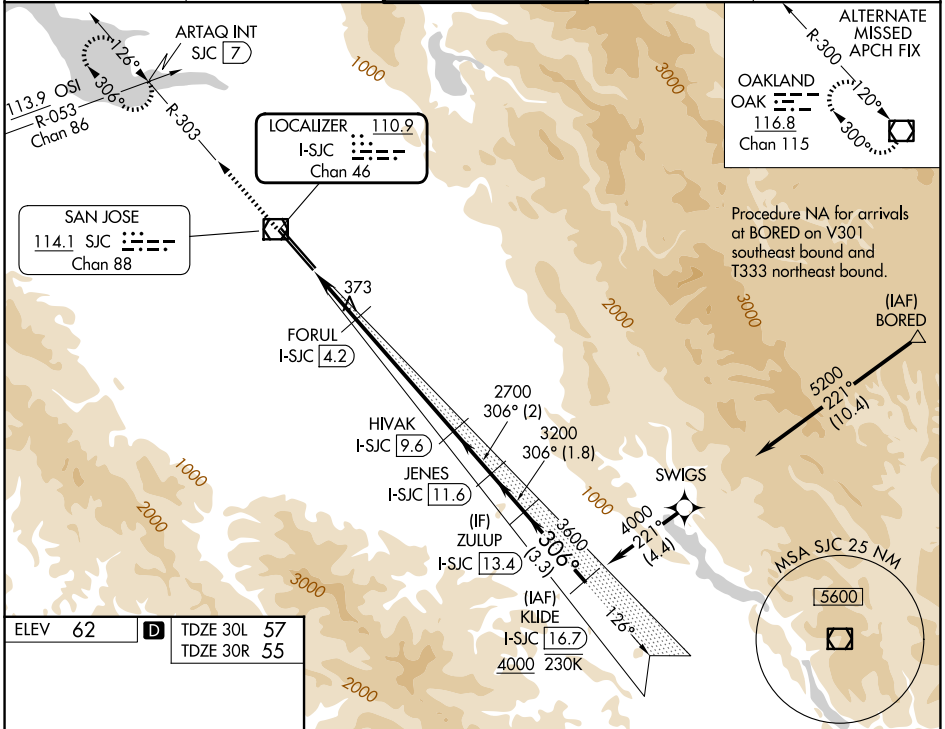 ARTAQ INT
SJC 7
126°
306°
113.9 OSI
R-053
Chan 86
R-303
1000
3000
ALTERNATE
MISSED
APCH FIX
R-300
OAKLAND
OAK
116.8
Chan 115
120°
300°
LOCALIZER 110.9
I-SJC
Chan 46
SAN JOSE
114.1 SJC
Chan 88
Procedure NA for arrivals
at BORED on V301
southeast bound and
T333 northeast bound.
373
FORUL
I-SJC 4.2
2000
3000
(IAF)
BORED
5200
221°
(10.4)
2700
306° (2)
HIVAK
I-SJC 9.6
3200
306° (1.8)
JENES
I-SJC 11.6
1000
2000
1000
SWIGS
4000
221°
(4.4)
(IF)
ZULUP
I-SJC 13.4
3600
306°
(3.3)
3000
(IAF)
KLIDE
I-SJC 16.7
4000 230K
126°
MSA SJC 25 NM
5600
ELEV 62
D
TDZE 30L 57
TDZE 30R 55
2000